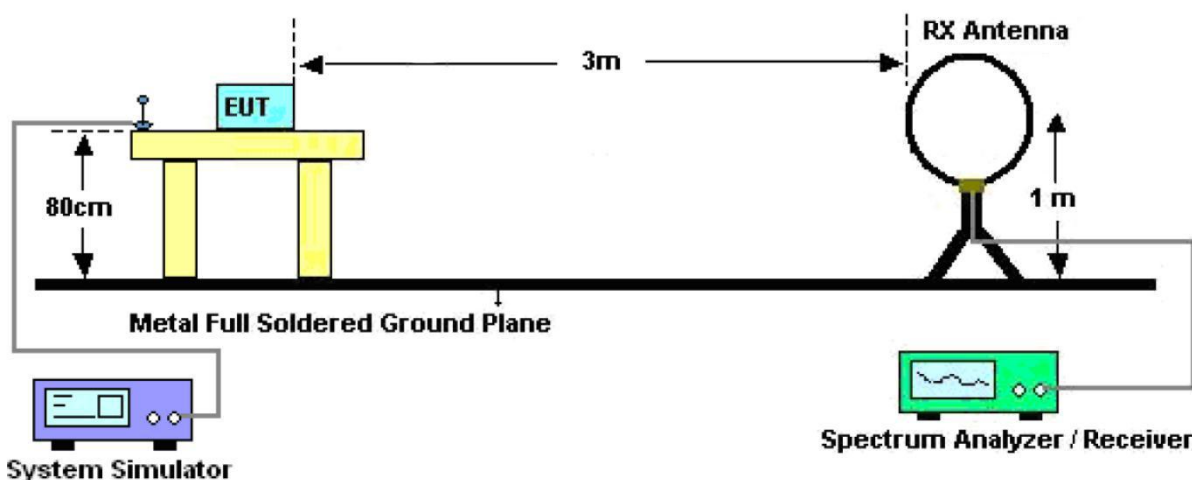 RX Antenna
3m
EUT
80cm
1 m
Metal Full Soldered Ground Plane
Spectrum Analyzer / Receiver
System Simulator